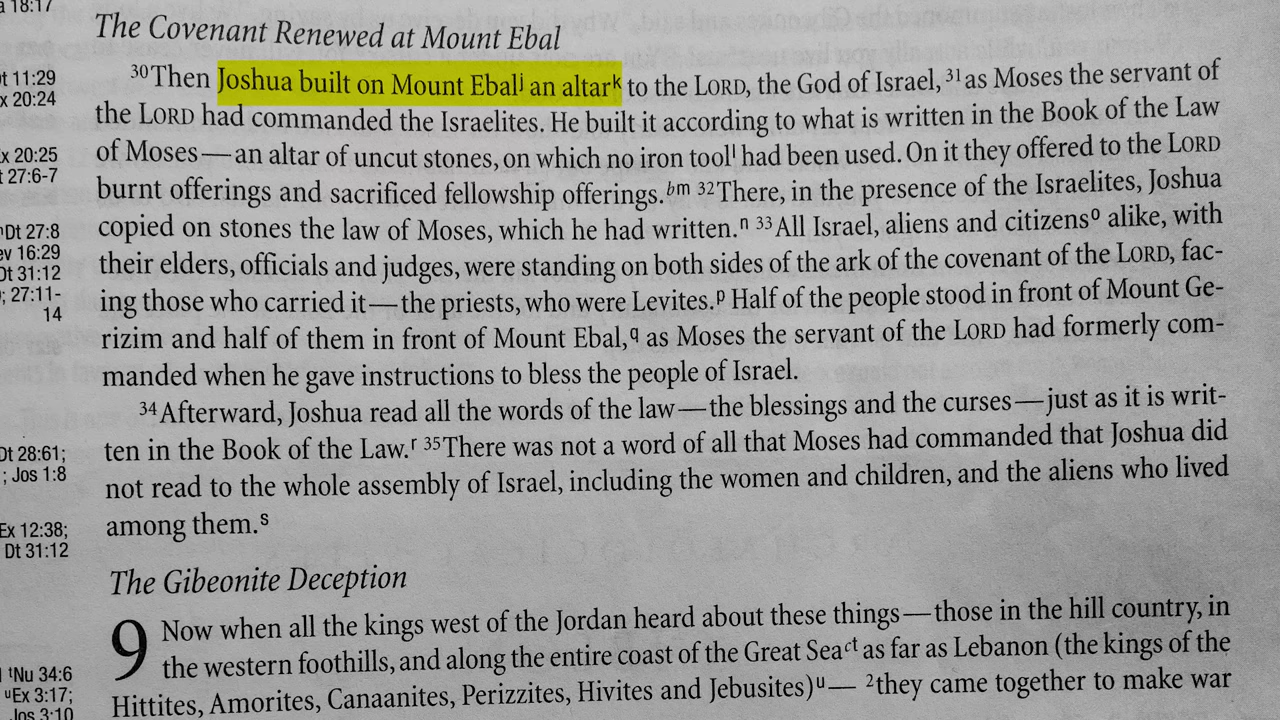 a 18:17
The Covenant Renewed at Mount Ebal
30Then Joshua built on Mount Ebalj an altark to the LORD, the God of Israel, 31as Moses the servant of
the LORD had commanded the Israelites. He built it according to what is written in the Book of the Law
of Moses—an altar of uncut stones, on which no iron tooll had been used. On it they offered to the LORD
burnt offerings and sacrificed fellowship offerings.bm 32There, in the presence of the Israelites, Joshua
copied on stones the law of Moses, which he had written.n 33All Israel, aliens and citizenso alike, with
their elders, officials and judges, were standing on both sides of the ark of the covenant of the LORD, fac-
ing those who carried it—the priests, who were Levites.p Half of the people stood in front of Mount Ge-
rizim and half of them in front of Mount Ebal,q as Moses the servant of the LORD had formerly com-
manded when he gave instructions to bless the people of Israel.
34Afterward, Joshua read all the words of the law—the blessings and the curses—just as it is writ-
ten in the Book of the Law.r 35There was not a word of all that Moses had commanded that Joshua did
not read to the whole assembly of Israel, including the women and children, and the aliens who lived
among them.s
The Gibeonite Deception
9 Now when all the kings west of the Jordan heard about these things—those in the hill country, in
the western foothills, and along the entire coast of the Great Seact as far as Lebanon (the kings of the
Hittites, Amorites, Canaanites, Perizzites, Hivites and Jebusites)u— 2they came together to make war
t 11:29
x 20:24
x 20:25
t 27:6-7
Dt 27:8
ev 16:29
Dt 31:12
; 27:11-
14
Dt 28:61;
; Jos 1:8
Ex 12:38;
Dt 31:12
tNu 34:6
uEx 3:17;
Jos 3:10